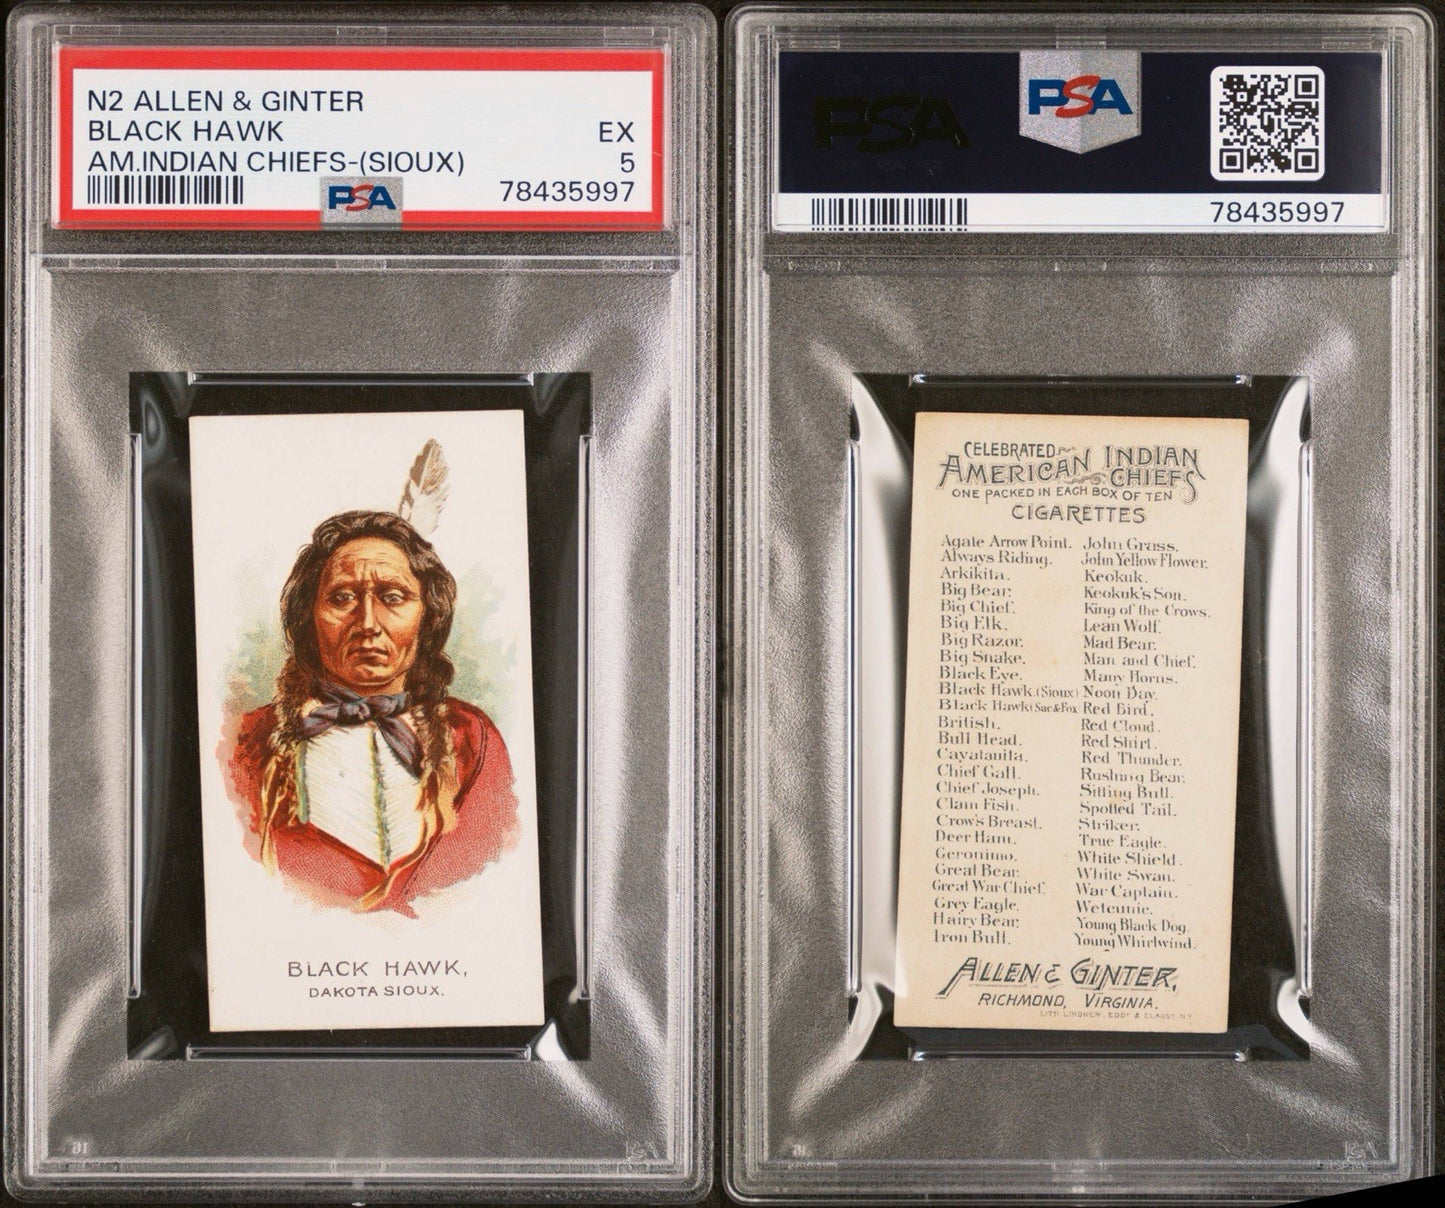 N2 ALLEN & GINTER
BLACK HAWK EX
AM.INDIAN CHIEFS-(SIOUX) 5
PSA 78435997
BLACK HAWK,
DAKOTA SIOUX.
PSA PSA
78435997
CELEBRATED
AMERICAN INDIAN
CHIEFS
ONE PACKED IN EACH BOX OF TEN
CIGARETTES
Agate Arrow Point. John Grass.
Always Riding. John Yellow Flower.
Arkikita. Keokuk.
Big Bear. Keokuk's Son.
Big Chief. King of the Crows.
Big Elk. Lean Wolf.
Big Razor. Mad Bear.
Big Snake. Man and Chief.
Black Eye. Many Horns.
Black Hawk.(Sioux) Noon Day.
Black Hawk(Sac&Fox Red Bird.
British. Red Cloud.
Bull Head. Red Shirt.
Cayatanita. Red Thunder.
Chief Gall. Rushing Bear.
Chief Joseph. Sitting Bull.
Clam Fish. Spotted Tail.
Crow's Breast. Striker.
Deer Ham. True Eagle.
Geronimo. White Shield.
Great Bear. White Swan.
Great War Chief. War Captain.
Grey Eagle. Wetcunie.
Hairy Bear. Young Black Dog.
Iron Bull. Young Whirlwind.
ALLEN & GINTER,
RICHMOND, VIRGINIA.
LITH LINDNER, EDDY & CLAUSS N.Y